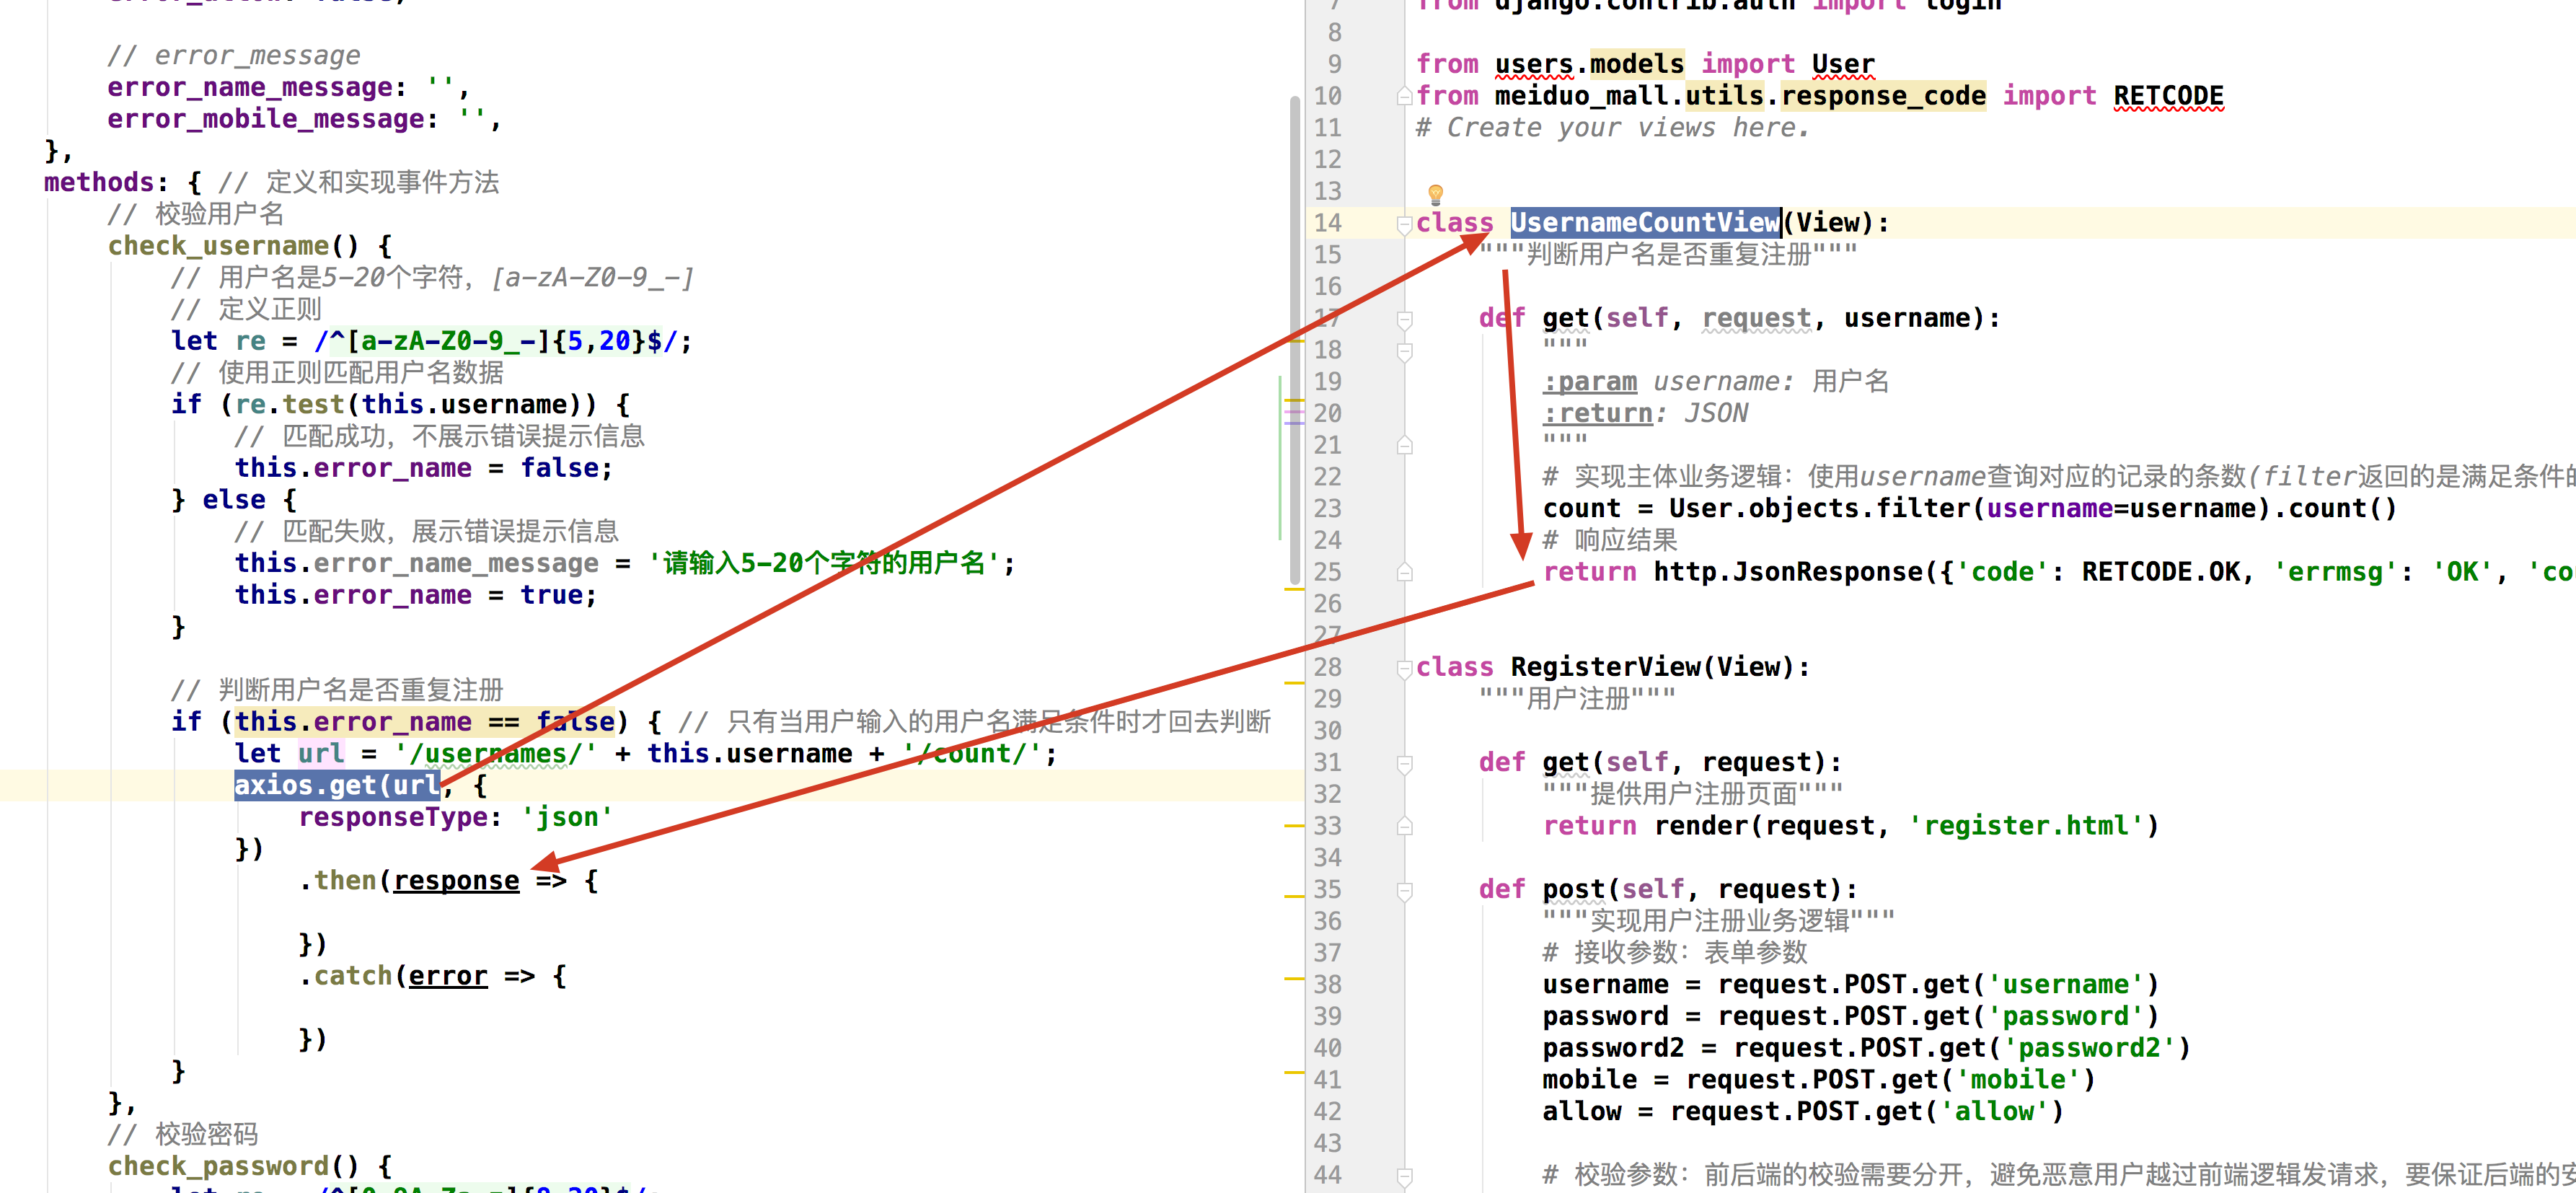 // error_message
error_name_message: '',
error_mobile_message: '',
},
methods: { // 定义和实现事件方法
// 校验用户名
check_username() {
// 用户名是5-20个字符，[a-zA-Z0-9_-]
// 定义正则
let re = /^[a-zA-Z0-9_-]{5,20}$/;
// 使用正则匹配用户名数据
if (re.test(this.username)) {
// 匹配成功，不展示错误提示信息
this.error_name = false;
} else {
// 匹配失败，展示错误提示信息
this.error_name_message = '请输入5-20个字符的用户名';
this.error_name = true;
}
// 判断用户名是否重复注册
if (this.error_name == false) { // 只有当用户输入的用户名满足条件时才回去判断
let url = '/usernames/' + this.username + '/count/';
axios.get(url, {
responseType: 'json'
})
.then(response => {
})
.catch(error => {
})
}
},
// 校验密码
check_password() {
7 from django.contrib.auth import login
8
9 from users.models import User
10 from meiduo_mall.utils.response_code import RETCODE
11 # Create your views here.
12
13
14 class UsernameCountView(View):
15 """判断用户名是否重复注册"""
16
17 def get(self, request, username):
18 """
19 :param username: 用户名
20 :return: JSON
21 """
22 # 实现主体业务逻辑：使用username查询对应的记录的条数(filter返回的是满足条件的
23 count = User.objects.filter(username=username).count()
24 # 响应结果
25 return http.JsonResponse({'code': RETCODE.OK, 'errmsg': 'OK', 'co
26
27
28 class RegisterView(View):
29 """用户注册"""
30
31 def get(self, request):
32 """提供用户注册页面"""
33 return render(request, 'register.html')
34
35 def post(self, request):
36 """实现用户注册业务逻辑"""
37 # 接收参数：表单参数
38 username = request.POST.get('username')
39 password = request.POST.get('password')
40 password2 = request.POST.get('password2')
41 mobile = request.POST.get('mobile')
42 allow = request.POST.get('allow')
43
44 # 校验参数：前后端的校验需要分开，避免恶意用户越过前端逻辑发请求，要保证后端的安